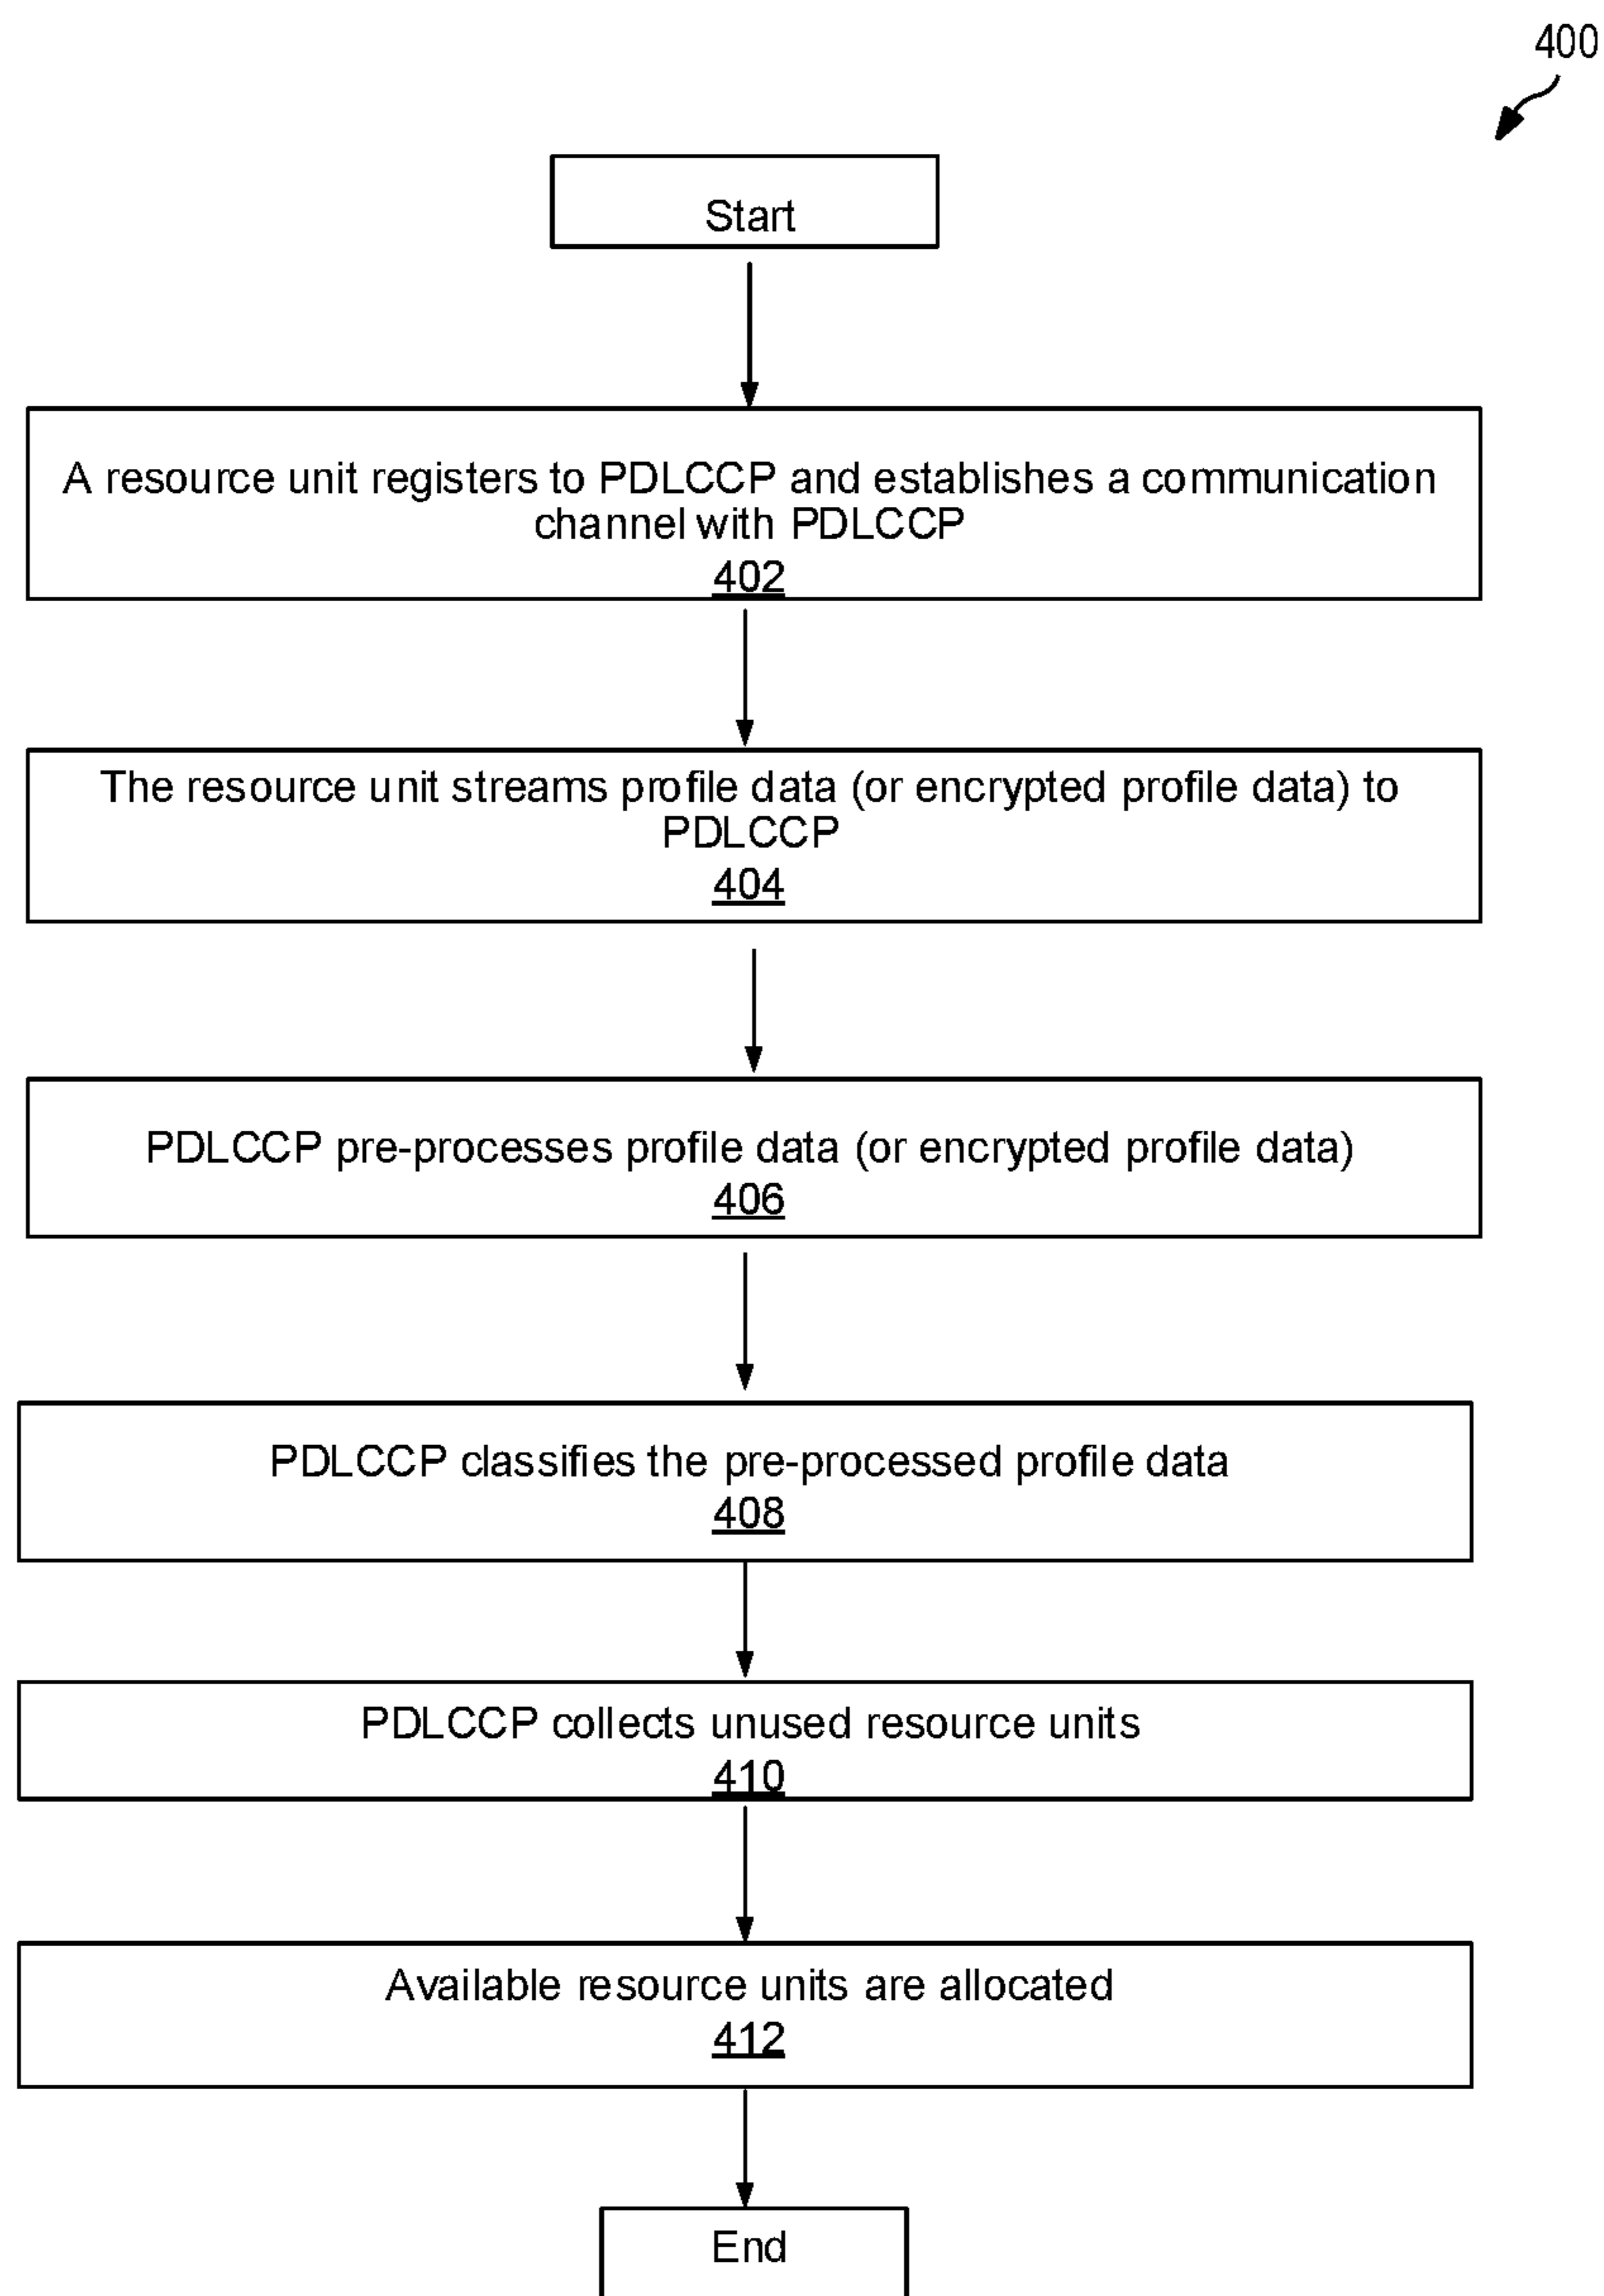 400
Start
A resource unit registers to PDLCCP and establishes a communication
channel with PDLCCP
402
The resource unit streams profile data (or encrypted profile data) to
PDLCCP
404
PDLCCP pre-processes profile data (or encrypted profile data)
406
PDLCCP classifies the pre-processed profile data
408
PDLCCP collects unused resource units
410
Available resource units are allocated
412
End